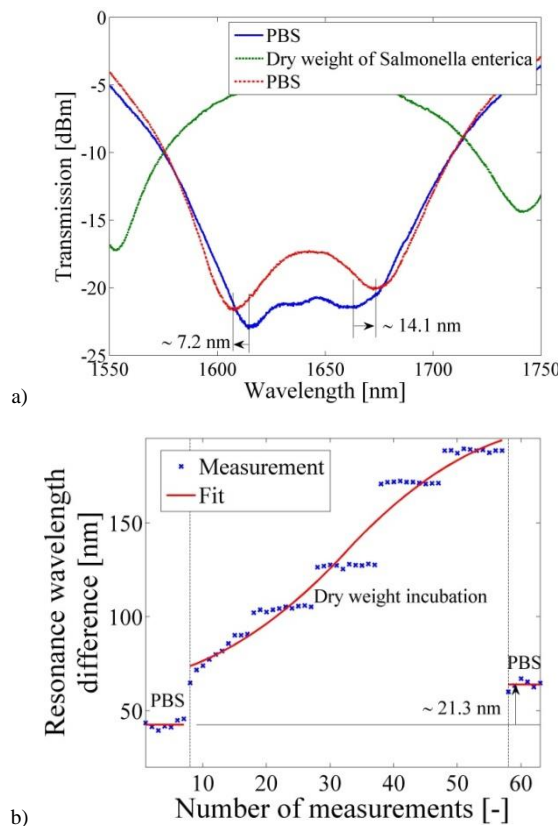 0
PBS
Dry weight of Salmonella enterica
PBS
-5
-10
-15
-20
-25
Transmission [dBm]
~ 7.2 nm
~ 14.1 nm
1550 1600 1650 1700 1750
Wavelength [nm]
a)
Measurement
Fit
150
100
50
Resonance wavelength
difference [nm]
Dry weight incubation
PBS
PBS
~ 21.3 nm
10 20 30 40 50 60
Number of measurements [-]
b)